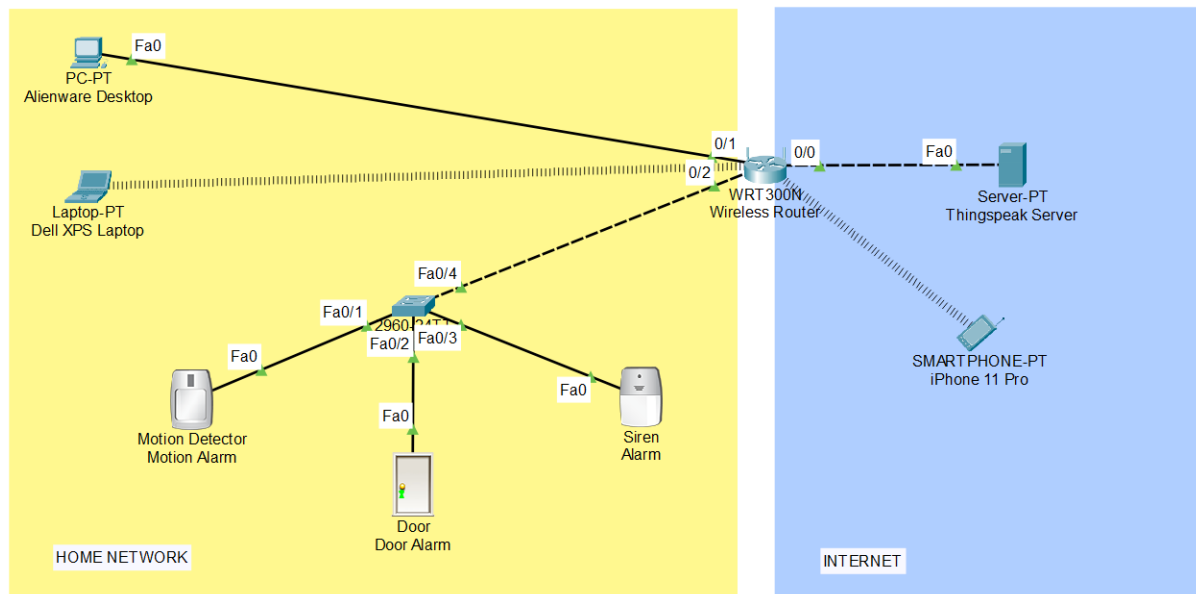 Fa0
PC-PT
Alienware Desktop
0/1
0/0
Fa0
0/2
Laptop-PT
Dell XPS Laptop
WRT300N
Wireless Router
Server-PT
Thingspeak Server
Fa0/4
Fa0/1
2960-24TT
Fa0/2
Fa0/3
Fa0
SMARTPHONE-PT
iPhone 11 Pro
Fa0
Fa0
Motion Detector
Motion Alarm
Siren
Alarm
Door
Door Alarm
HOME NETWORK
INTERNET